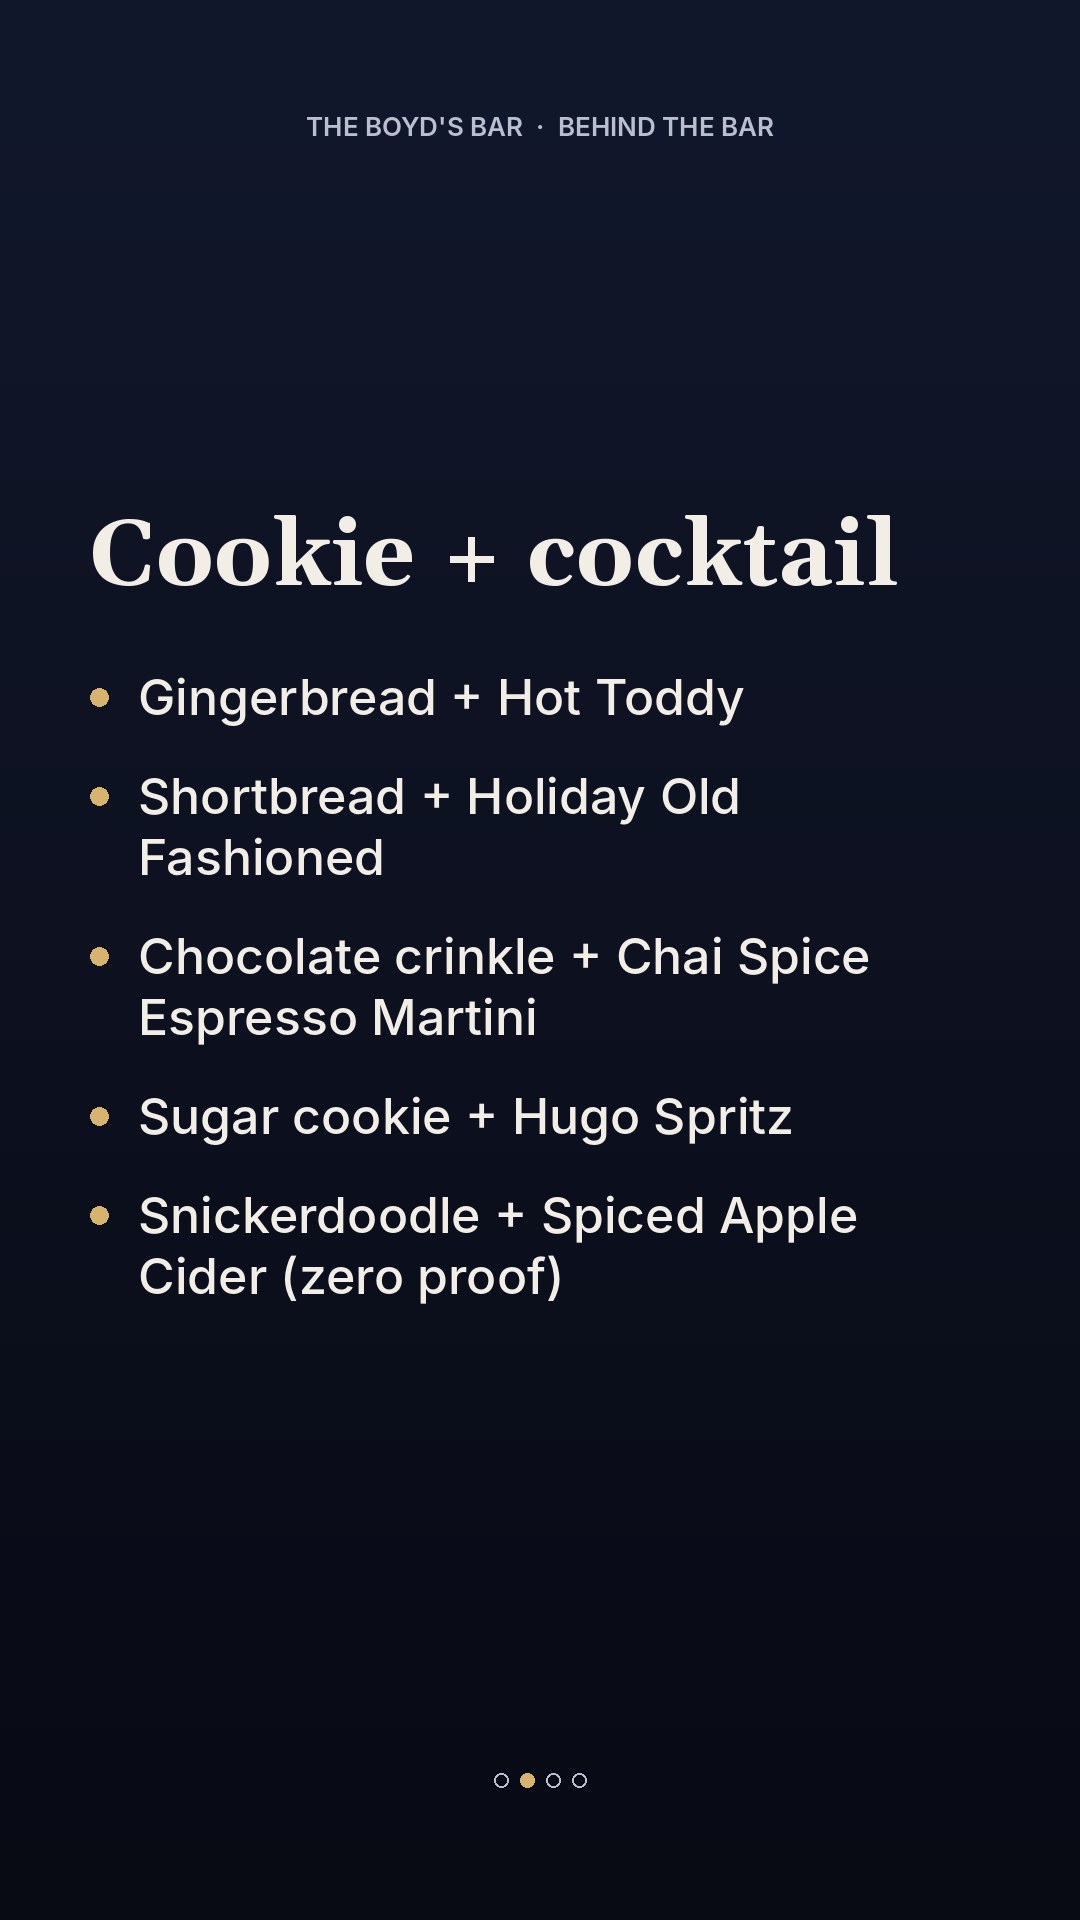 THE BOYD'S BAR · BEHIND THE BAR
Cookie + cocktail
Gingerbread + Hot Toddy
Shortbread + Holiday Old
Fashioned
Chocolate crinkle + Chai Spice
Espresso Martini
Sugar cookie + Hugo Spritz
Snickerdoodle + Spiced Apple
Cider (zero proof)